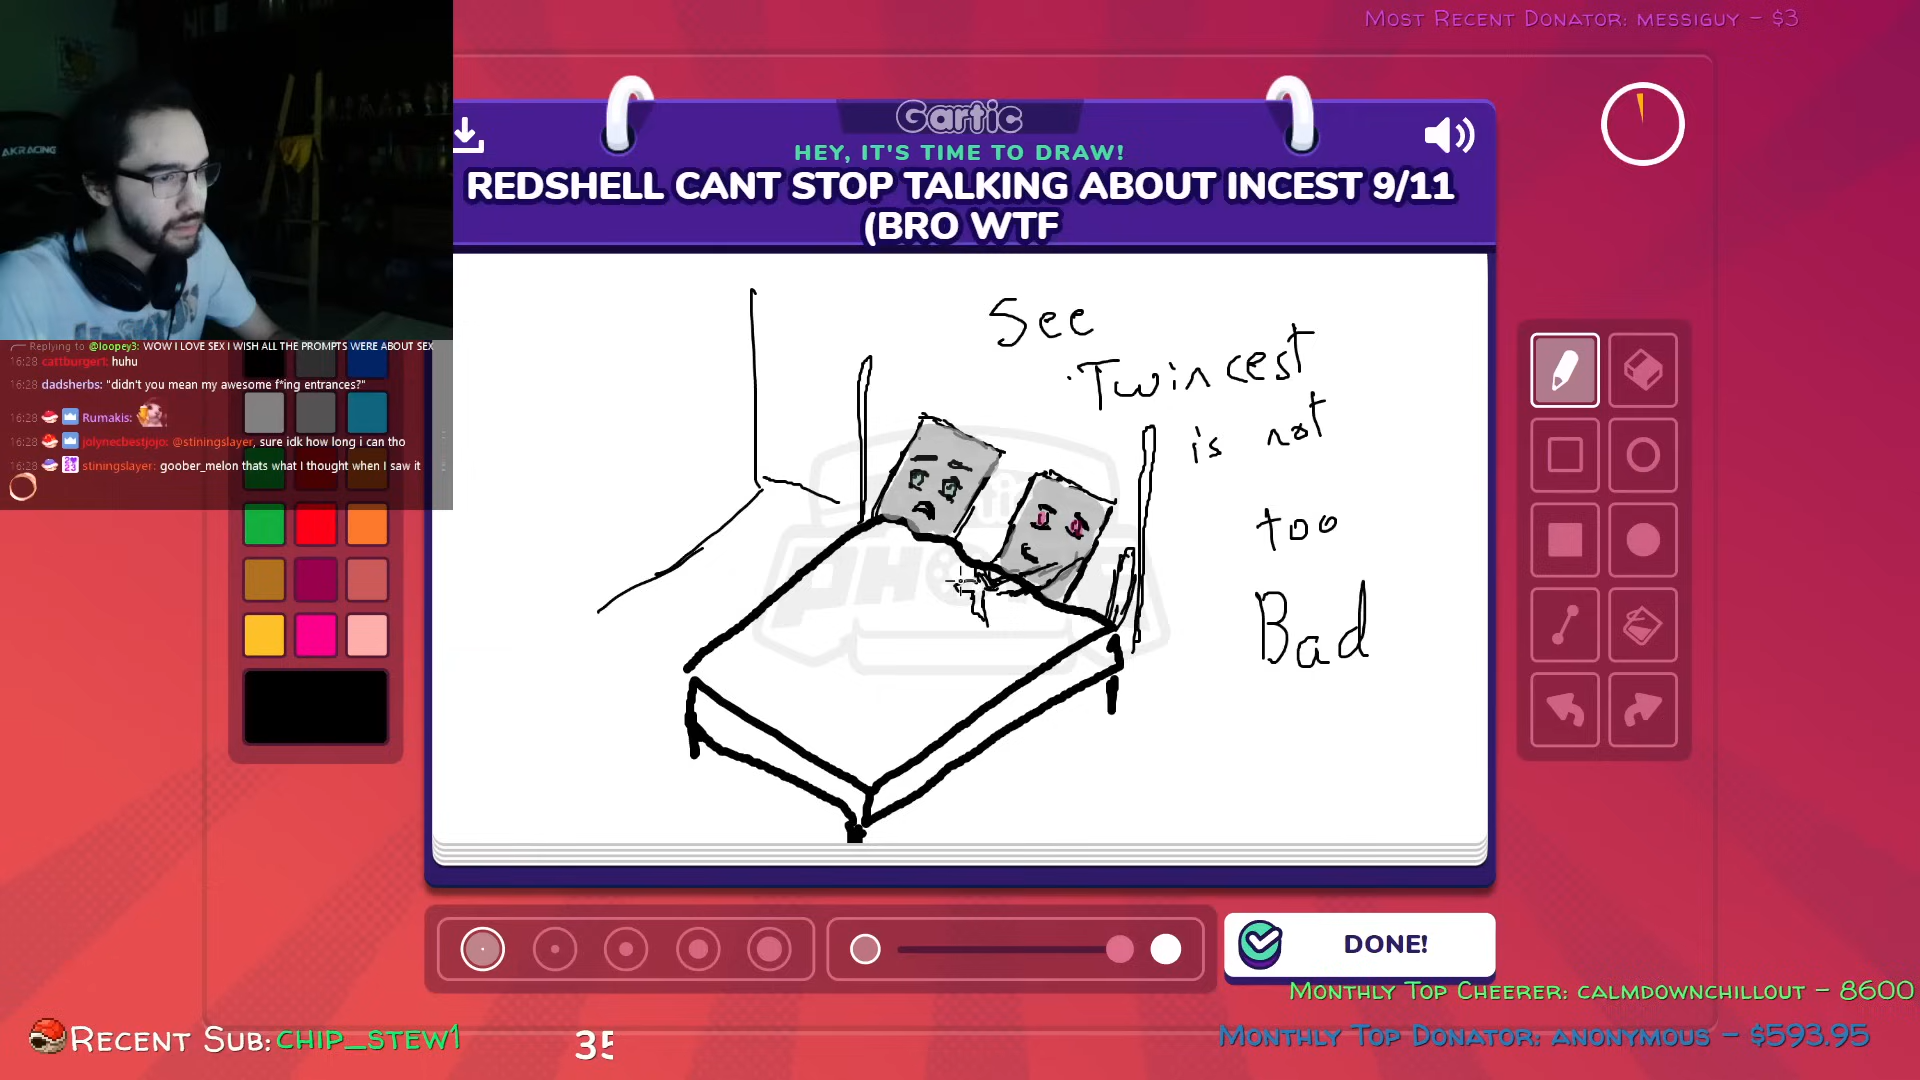 MOST RECENT DONATOR: MESSIGUY - $3
Gartic
HEY, IT'S TIME TO DRAW!
REDSHELL CANT STOP TALKING ABOUT INCEST 9/11
(BRO WTF
AKRACING
Replying to @loopey3: WOW I LOVE SEX I WISH ALL THE PROMPTS WERE ABOUT SEX
16:28 cattburger1: huhu
16:28 dadsherbs: "didn't you mean my awesome f*ing entrances?"
16:28 Rumakis:
16:28 jolynecbestjojo: @stiningslayer, sure idk how long i can tho
16:28 stiningslayer: goober_melon thats what I thought when I saw it
See
Twincest
is not
too
Bad
PHONE
DONE!
MONTHLY TOP CHEERER: CALMDOWNCHILLOUT - 8600
RECENT SUB: CHIP_STEW1
35
MONTHLY TOP DONATOR: ANONYMOUS - $593.95